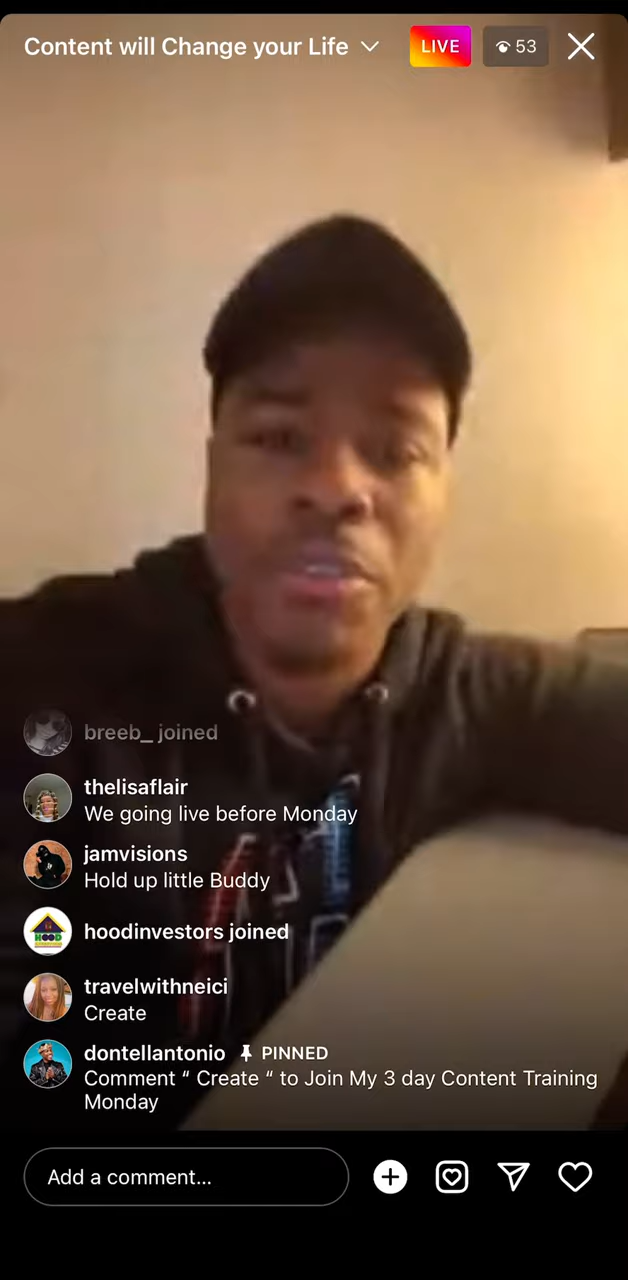 Content will Change your Life
LIVE
53
breeb_ joined
thelisaflair
We going live before Monday
jamvisions
Hold up little Buddy
HOOD
hoodinvestors joined
travelwithneici
Create
dontellantonio PINNED
Comment “ Create “ to Join My 3 day Content Training
Monday
Add a comment...